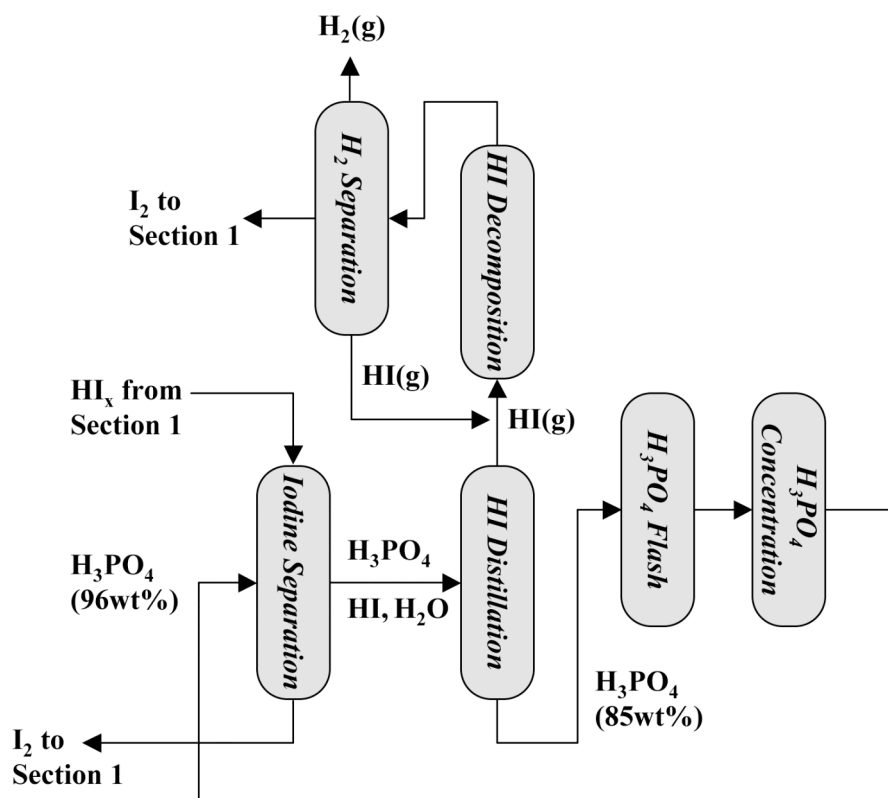 H₂(g)
H₂ Separation
HI Decomposition
I₂ to
Section 1
HI(g)
HIₓ from
Section 1
HI(g)
Iodine Separation
H₃PO₄
HI, H₂O
HI Distillation
H₃PO₄ Flash
H₃PO₄
Concentration
H₃PO₄
(96wt%)
H₃PO₄
(85wt%)
I₂ to
Section 1